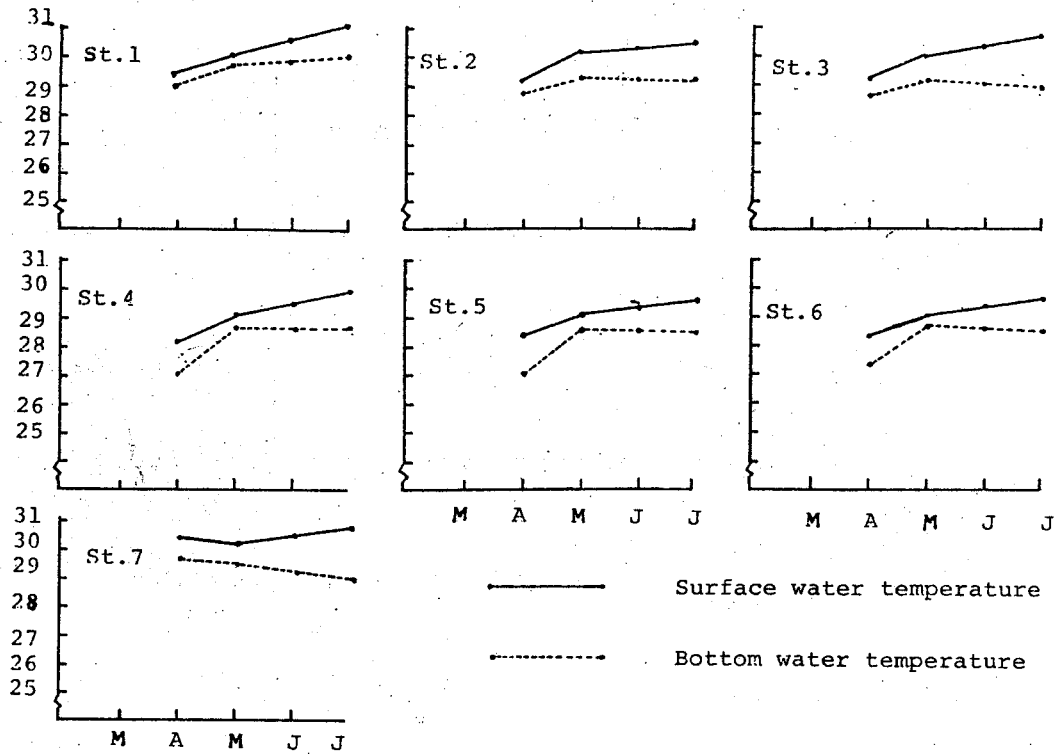 31
30
29
28
27
26
25
St.1
St.2
St.3
31
30
29
28
27
26
25
St.4
St.5
St.6
M A M J J
M A M J J
31
30
29
28
27
26
25
St.7
M A M J J
Surface water temperature
Bottom water temperature